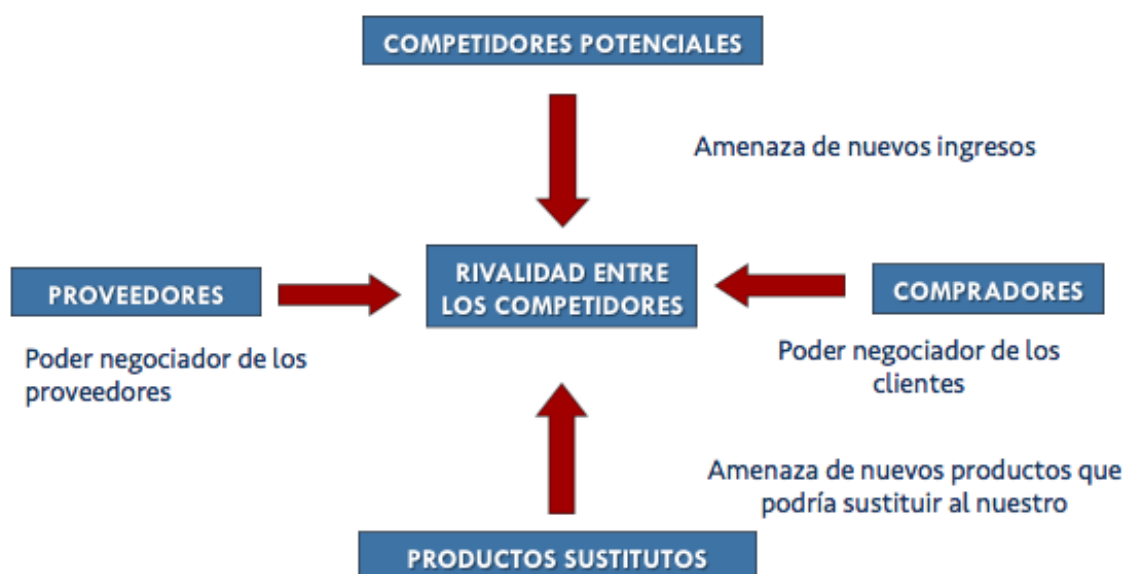 COMPETIDORES POTENCIALES
Amenaza de nuevos ingresos
PROVEEDORES
RIVALIDAD ENTRE
LOS COMPETIDORES
COMPRADORES
Poder negociador de los
proveedores
Poder negociador de los
clientes
Amenaza de nuevos productos que
podría sustituir al nuestro
PRODUCTOS SUSTITUTOS